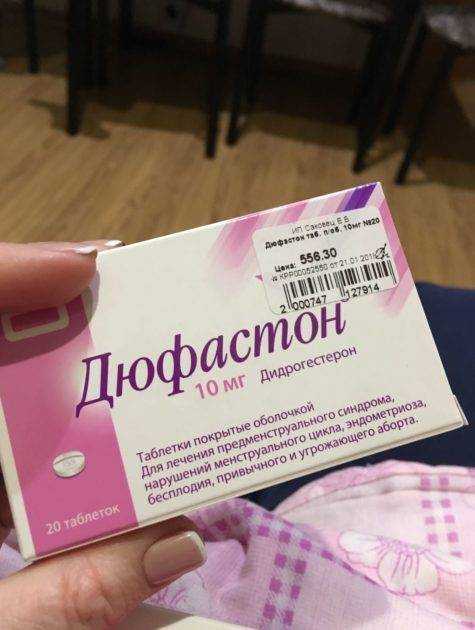 ИП Саковец Е.В.
Дюфастон таб. п/об. 10мг №20
Цена: 556.30
2 000747 127914
Дюфастон
10 мг Дидрогестерон
Таблетки покрытые оболочкой
Для лечения предменструального синдрома,
нарушений менструального цикла, эндометриоза,
бесплодия, привычного и угрожающего аборта.
20 таблеток